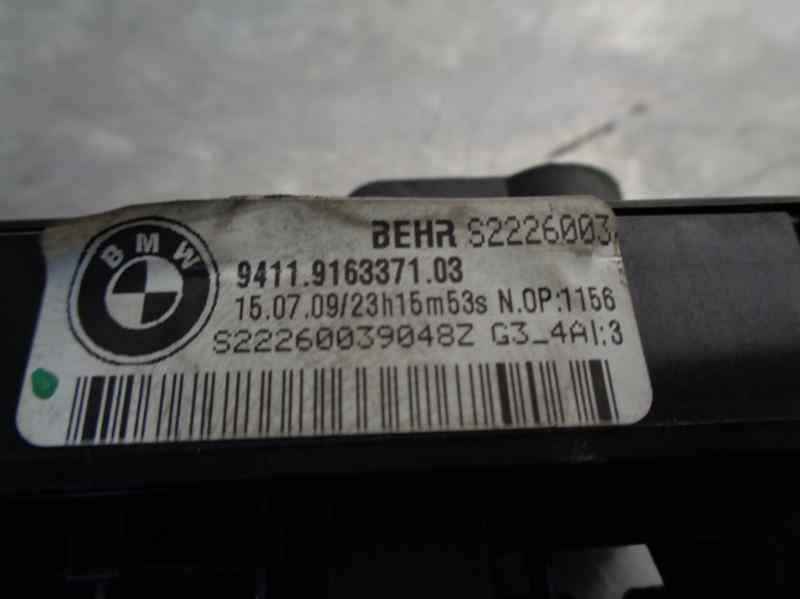 BMW
BEHR S2226003
9411.9163371.03
15.07.09/23h15m53s N.OP:1156
S22260039048Z G3_4A|:3